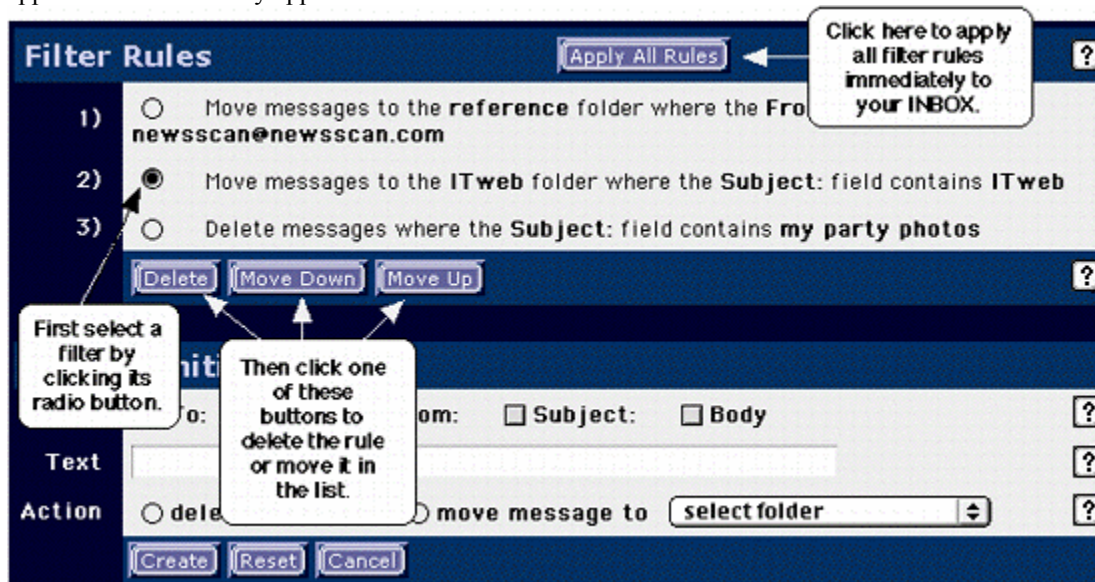 Filter Rules
Apply All Rules
Click here to apply
all filter rules
immediately to
your INBOX.
?
1) Move messages to the reference folder where the Fro
newsscan@newsscan.com
2) Move messages to the ITweb folder where the Subject: field contains ITweb
3) Delete messages where the Subject: field contains my party photos
Delete Move Down Move Up ?
First select a
filter by
clicking its
radio button.
Then click one
of these
buttons to
delete the rule
or move it in
the list.
o: om: Subject: Body ?
Text ?
Action dele move message to select folder ?
Create Reset Cancel